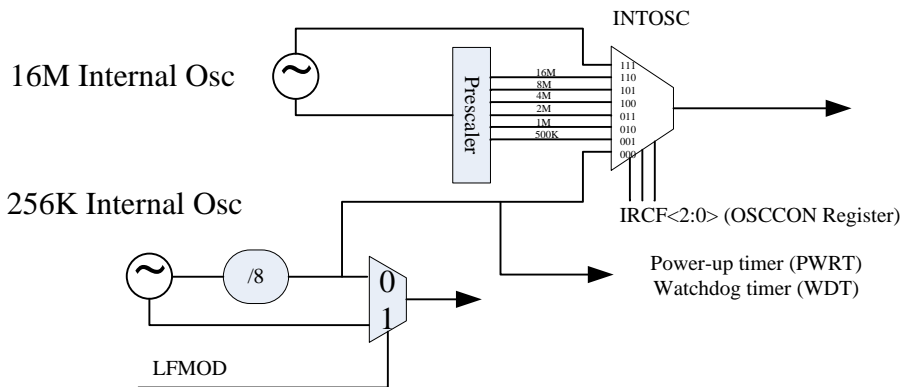 INTOSC
16M Internal Osc
Prescaler
16M
8M
4M
2M
1M
500K
111
110
101
100
011
010
001
000
256K Internal Osc
IRCF<2:0> (OSCCON Register)
/8
0
1
Power-up timer (PWRT)
Watchdog timer (WDT)
LFMOD